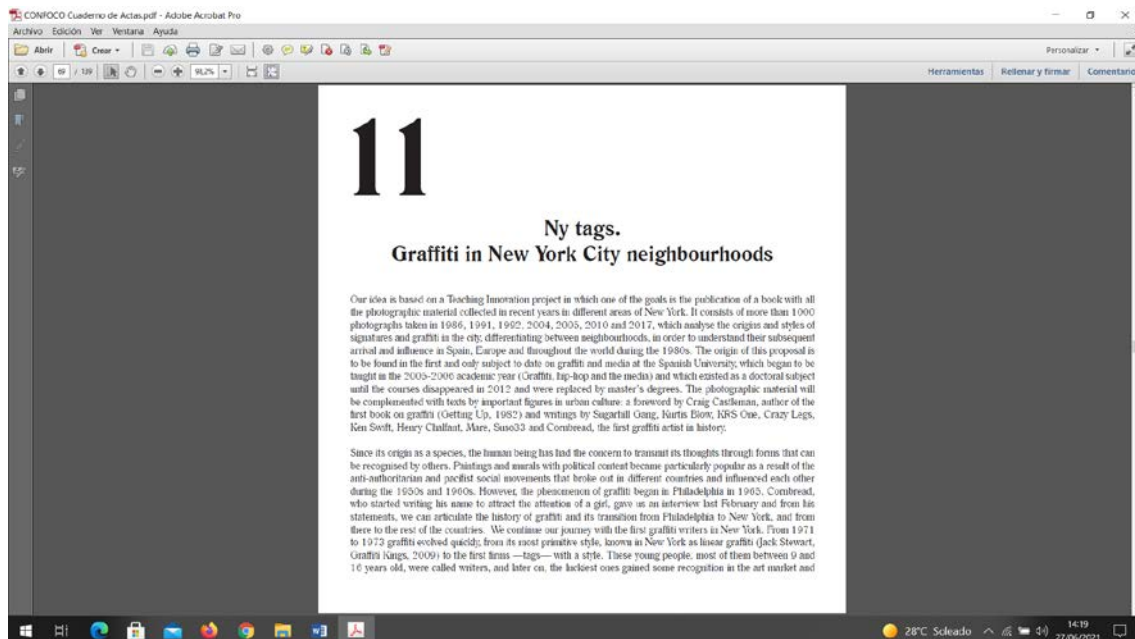 CONFOCO Cuaderno de Actas.pdf - Adobe Acrobat Pro
Archivo Edición Ver Ventana Ayuda
Abrir Crear Personalizar
69 / 139 91,2% Herramientas Rellenar y firmar Comentario
11
Ny tags.
Graffiti in New York City neighbourhoods
Our idea is based on a Teaching Innovation project in which one of the goals is the publication of a book with all
the photographic material collected in recent years in different areas of New York. It consists of more than 1000
photographs taken in 1986, 1991, 1992, 2004, 2005, 2010 and 2017, which analyse the origins and styles of
signatures and graffiti in the city, differentiating between neighbourhoods, in order to understand their subsequent
arrival and influence in Spain, Europe and throughout the world during the 1980s. The origin of this proposal is
to be found in the first and only subject to date on graffiti and media at the Spanish University, which began to be
taught in the 2005-2006 academic year (Graffiti, hip-hop and the media) and which existed as a doctoral subject
until the courses disappeared in 2012 and were replaced by master's degrees. The photographic material will
be complemented with texts by important figures in urban culture: a foreword by Craig Castleman, author of the
first book on graffiti (Getting Up, 1982) and writings by Sugarhill Gang, Kurtis Blow, KRS One, Crazy Legs,
Ken Swift, Henry Chalfant, Mare, Suso33 and Cornbread, the first graffiti artist in history.
Since its origin as a species, the human being has had the concern to transmit its thoughts through forms that can
be recognised by others. Paintings and murals with political content became particularly popular as a result of the
anti-authoritarian and pacifist social movements that broke out in different countries and influenced each other
during the 1950s and 1960s. However, the phenomenon of graffiti began in Philadelphia in 1965. Cornbread,
who started writing his name to attract the attention of a girl, gave us an interview last February and from his
statements, we can articulate the history of graffiti and its transition from Philadelphia to New York, and from
there to the rest of the countries. We continue our journey with the first graffiti writers in New York. From 1971
to 1973 graffiti evolved quickly, from its most primitive style, known in New York as linear graffiti (Jack Stewart,
Graffiti Kings, 2009) to the first firms —tags— with a style. These young people, most of them between 9 and
16 years old, were called writers, and later on, the luckiest ones gained some recognition in the art market and
28°C Soleado 14:19
27/06/2021